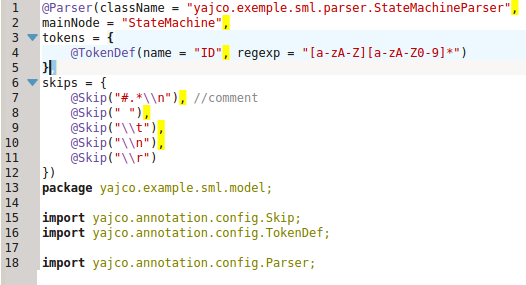 1 @Parser(className = "yajco.exemple.sml.parser.StateMachineParser",
2 mainNode = "StateMachine",
3 tokens = {
4 @TokenDef(name = "ID", regexp = "[a-zA-Z][a-zA-Z0-9]*")
5 }
6 skips = {
7 @Skip("#.*\\n"), //comment
8 @Skip(" "),
9 @Skip("\\t"),
10 @Skip("\\n"),
11 @Skip("\\r")
12 })
13 package yajco.example.sml.model;
14
15 import yajco.annotation.config.Skip;
16 import yajco.annotation.config.TokenDef;
17
18 import yajco.annotation.config.Parser;